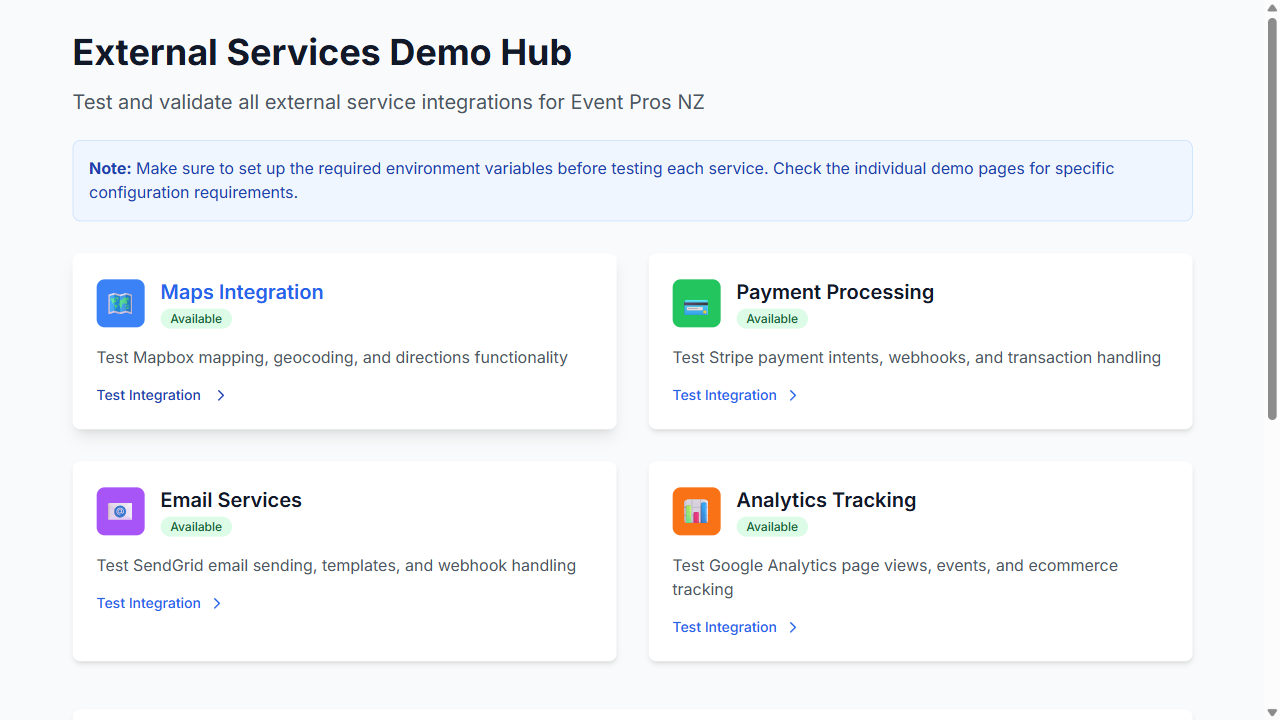 External Services Demo Hub
Test and validate all external service integrations for Event Pros NZ
Note: Make sure to set up the required environment variables before testing each service. Check the individual demo pages for specific
configuration requirements.
Maps Integration
Available
Test Mapbox mapping, geocoding, and directions functionality
Test Integration
Payment Processing
Available
Test Stripe payment intents, webhooks, and transaction handling
Test Integration
Email Services
Available
Test SendGrid email sending, templates, and webhook handling
Test Integration
Analytics Tracking
Available
Test Google Analytics page views, events, and ecommerce
tracking
Test Integration